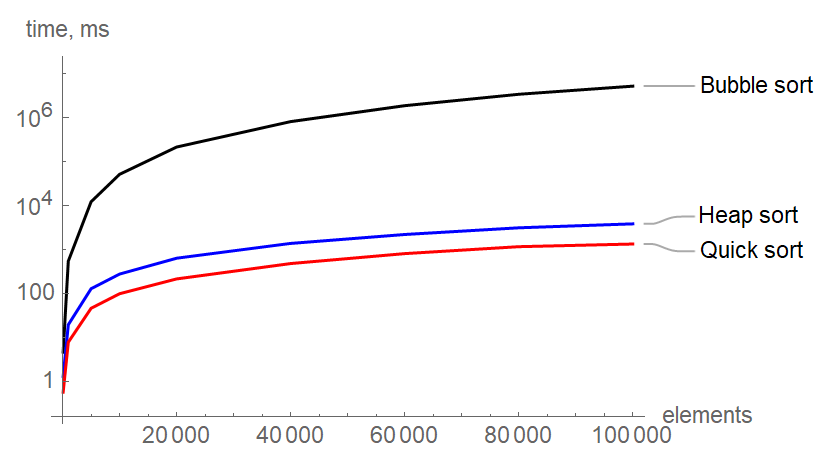 time, ms
Bubble sort
10^6
10^4
Heap sort
Quick sort
100
1
elements
20 000 40 000 60 000 80 000 100 000